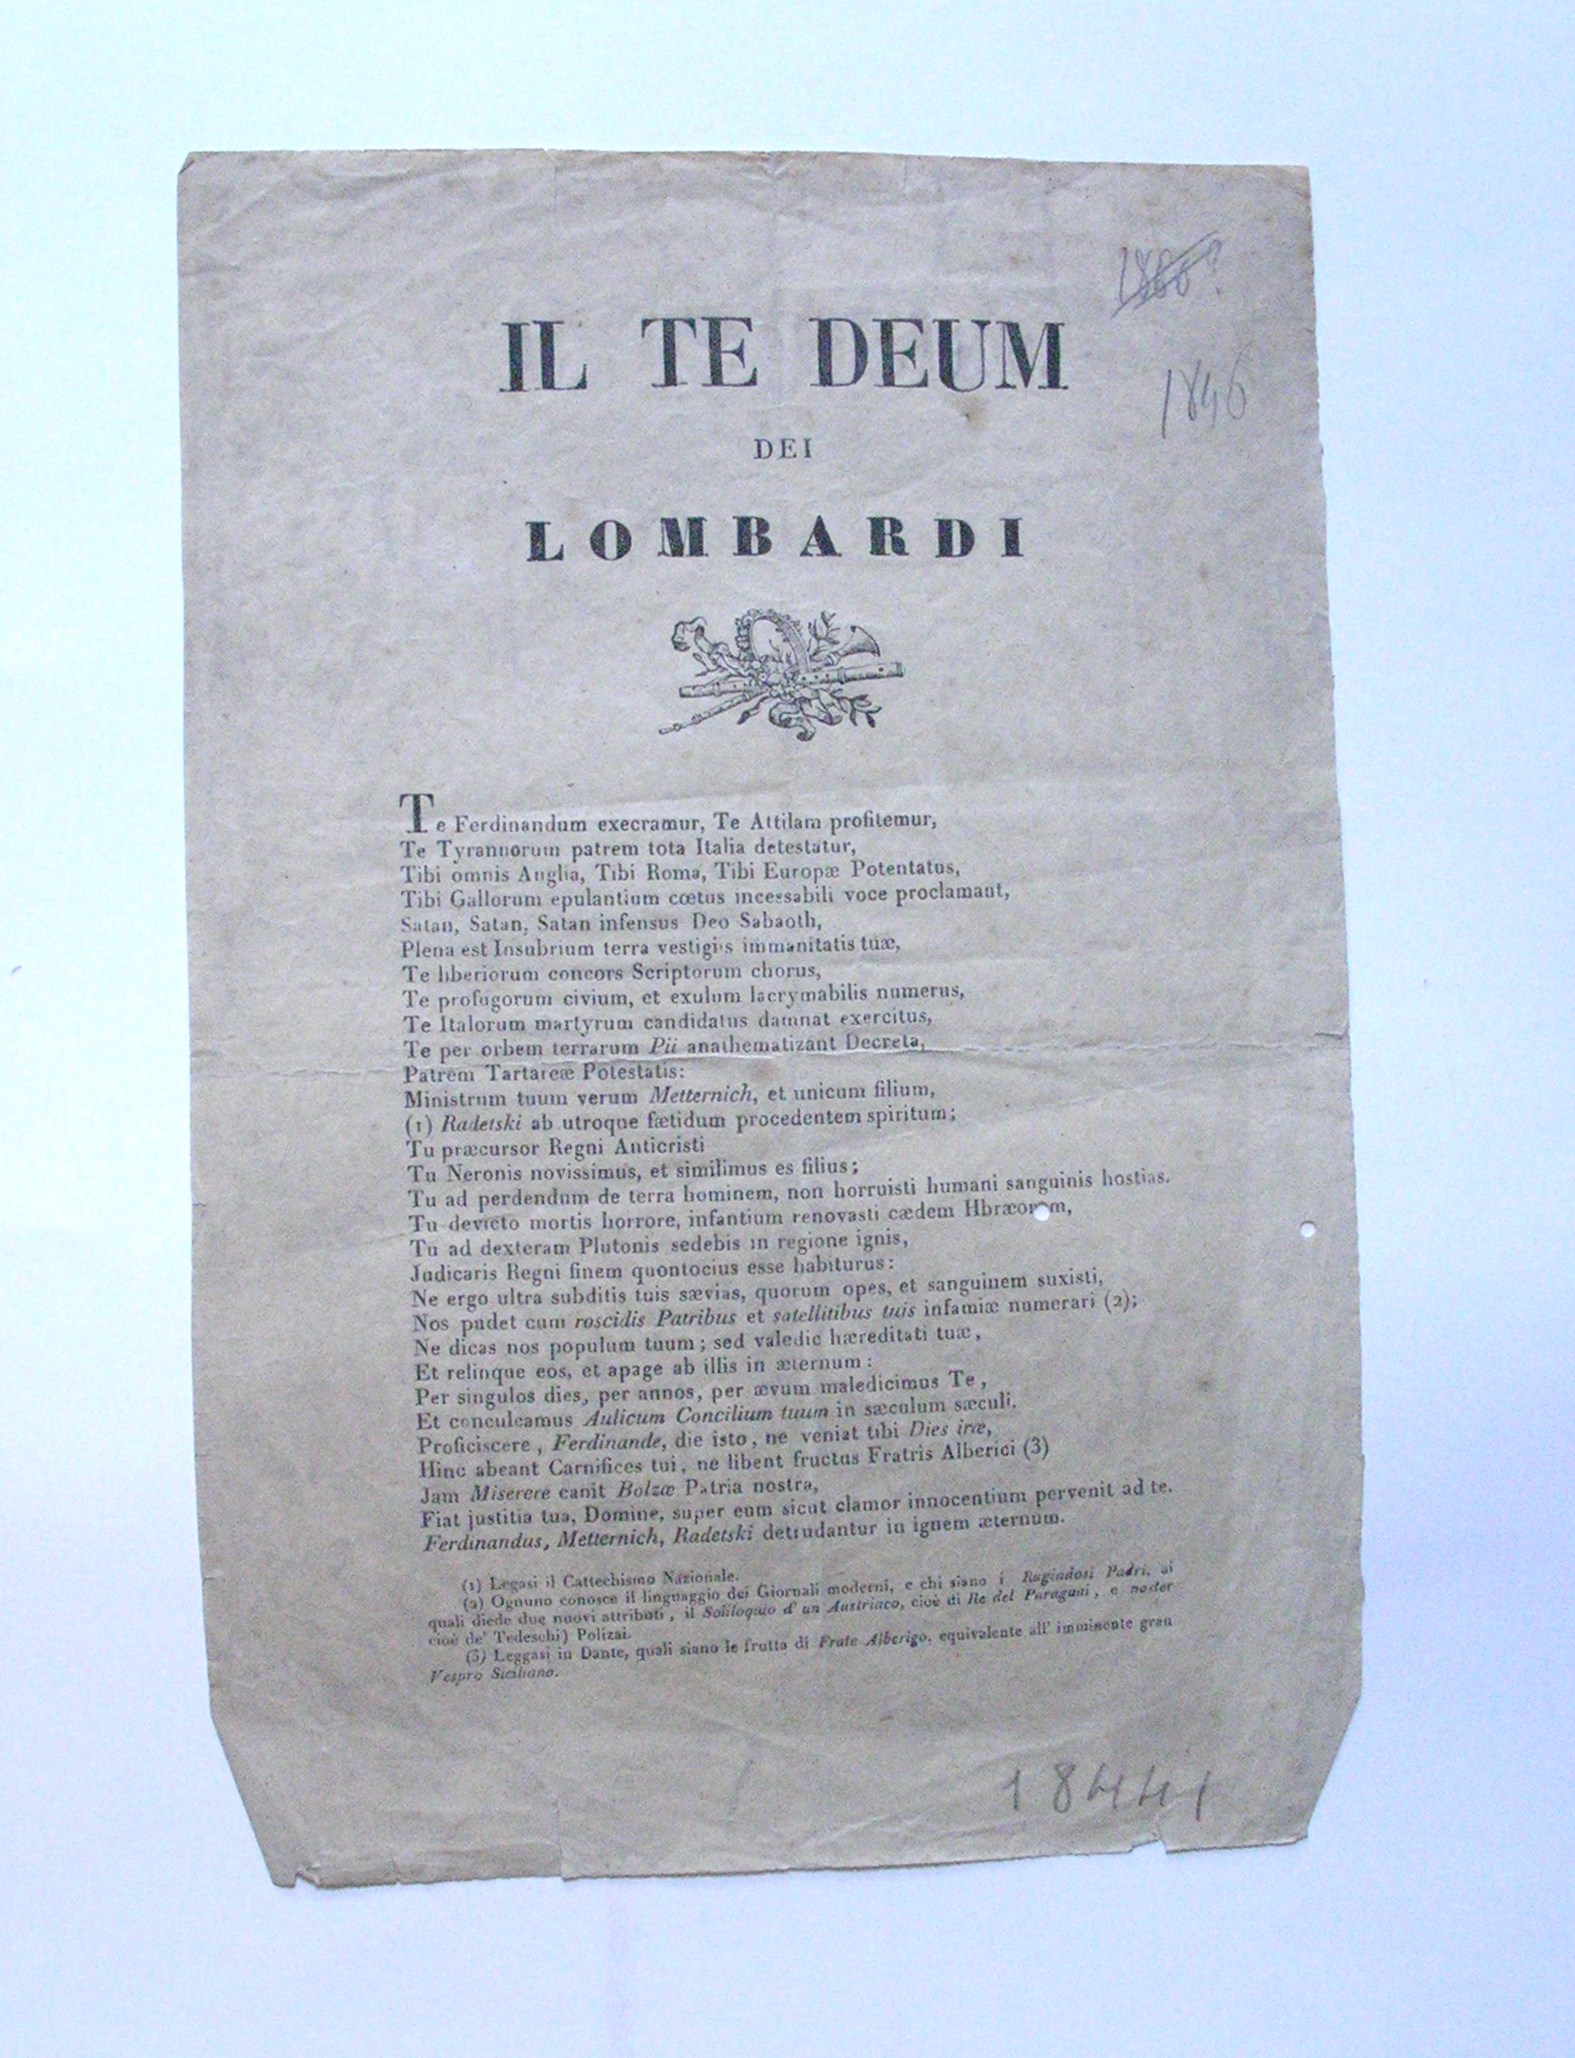 1860?
1846
IL TE DEUM
DEI
LOMBARDI
Te Ferdinandum execramur, Te Attilam profitemur,
Te Tyrannorum patrem tota Italia detestatur,
Tibi omnis Anglia, Tibi Roma, Tibi Europæ Potentatus,
Tibi Gallorum epulantium cœtus incessabili voce proclamant,
Satan, Satan, Satan infensus Deo Sabaoth,
Plena est Insubrium terra vestigiis immanitatis tuæ,
Te liberiorum concors Scriptorum chorus,
Te profugorum civium, et exulum lacrymabilis numerus,
Te Italorum martyrum candidatus damnat exercitus,
Te per orbem terrarum Pii anathematizant Decreta,
Patrem Tartareæ Potestatis:
Ministrum tuum verum Metternich, et unicum filium,
(1) Radetski ab utroque fætidum procedentem spiritum;
Tu præcursor Regni Anticristi
Tu Neronis novissimus, et similimus es filius;
Tu ad perdendum de terra hominem, non horruisti humani sanguinis hostias.
Tu devicto mortis horrore, infantium renovasti cædem Hbræorum,
Tu ad dexteram Plutonis sedebis in regione ignis,
Judicaris Regni finem quontocius esse habiturus:
Ne ergo ultra subditis tuis sævias, quorum opes, et sanguinem suxisti,
Nos pudet cum roscidis Patribus et satellitibus tuis infamiæ numerari (2);
Ne dicas nos populum tuum; sed valedic hæreditati tuæ,
Et relinque eos, et apage ab illis in æternum:
Per singulos dies, per annos, per ævum maledicimus Te,
Et conculcamus Aulicum Concilium tuum in sæculum sæculi.
Proficiscere, Ferdinande, die isto, ne veniat tibi Dies iræ,
Hinc abeant Carnifices tui, ne libent fructus Fratris Alberici (3)
Jam Miserere canit Bolzæ Patria nostra,
Fiat justitia tua, Domine, super eum sicut clamor innocentium pervenit ad te.
Ferdinandus, Metternich, Radetski detrudantur in ignem æternum.
(1) Legasi il Cattechismo Nazionale.
(2) Ognuno conosce il linguaggio dei Giornali moderni, e chi siano i Rugiadosi Padri, ai
quali diede due nuovi attributi, il Soliloquio d'un Austriaco, cioè di Re del Paraguai, e noster
cioè de' Tedeschi) Polizai.
(3) Leggasi in Dante, quali siano le frutta di Frate Alberigo, equivalente all' imminente gran
Vespro Siciliano.
18441